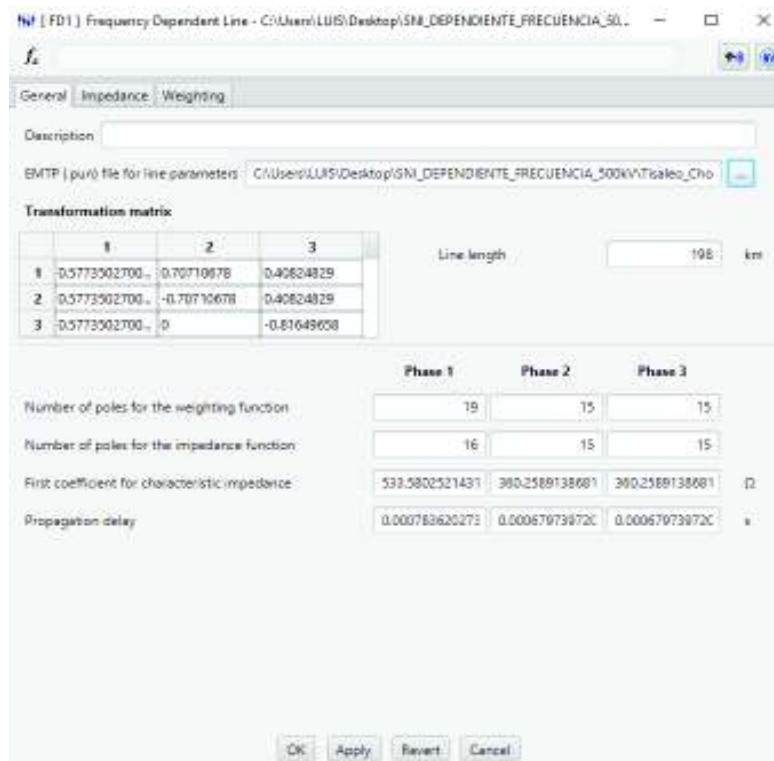 [ FD1 ] Frequency Dependent Line - C:\Users\LUIS\Desktop\SNI_DEPENDIENTE_FRECUENCIA_50...
General Impedance Weighting
Description
EMTP (.pun) file for line parameters C:\Users\LUIS\Desktop\SNI_DEPENDIENTE_FRECUENCIA_500kV\Tisaleo_Cho ...
Transformation matrix
1 2 3
Line length 198 km
1 0.5773502700... 0.70710678 0.40824829
2 0.5773502700... -0.70710678 0.40824829
3 0.5773502700... 0 -0.81649658
Phase 1 Phase 2 Phase 3
Number of poles for the weighting function 19 15 15
Number of poles for the impedance function 16 15 15
First coefficient for characteristic impedance 533.5802521431 360.2589138681 360.2589138681 Ω
Propagation delay 0.000783620273 0.00067973972C 0.00067973972C s
OK Apply Revert Cancel